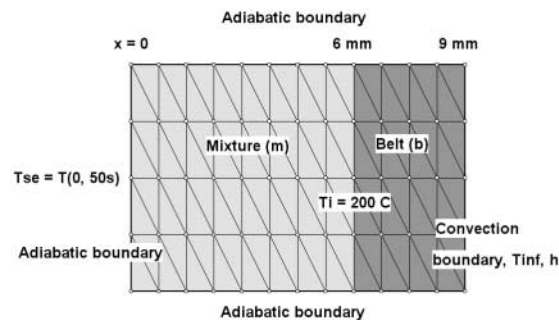 Adiabatic boundary
x = 0
6 mm
9 mm
Mixture (m)
Belt (b)
Tse = T(0, 50s)
Ti = 200 C
Convection
Adiabatic boundary
boundary, Tinf, h
Adiabatic boundary